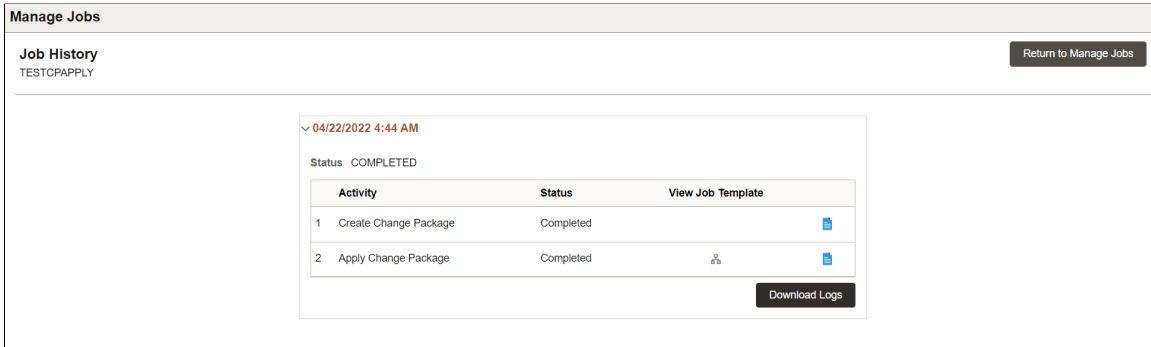 Manage Jobs
Job History
Return to Manage Jobs
TESTCPAPPLY
04/22/2022 4:44 AM
Status COMPLETED
Activity Status View Job Template
1 Create Change Package Completed
2 Apply Change Package Completed
Download Logs